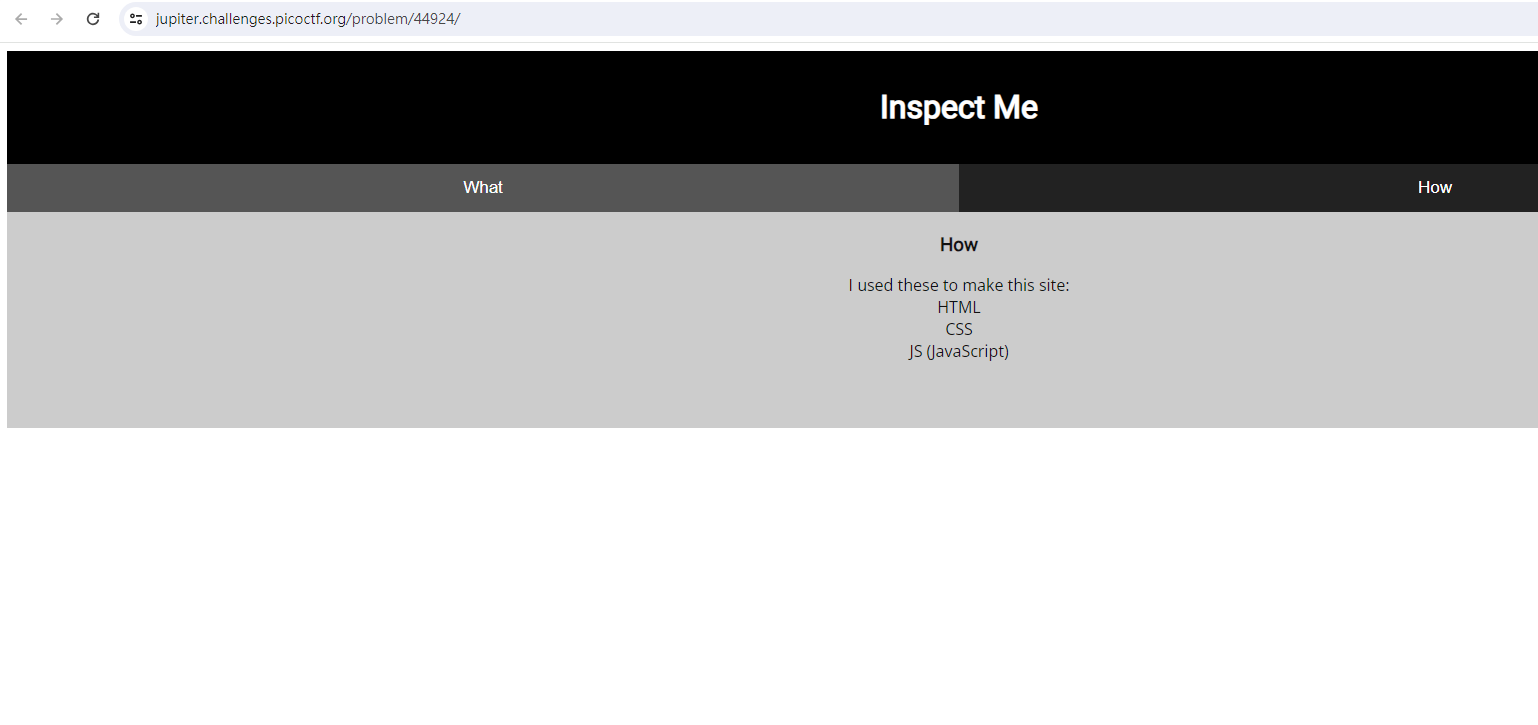 jupiter.challenges.picoctf.org/problem/44924/
Inspect Me
What How
How
I used these to make this site:
HTML
CSS
JS (JavaScript)